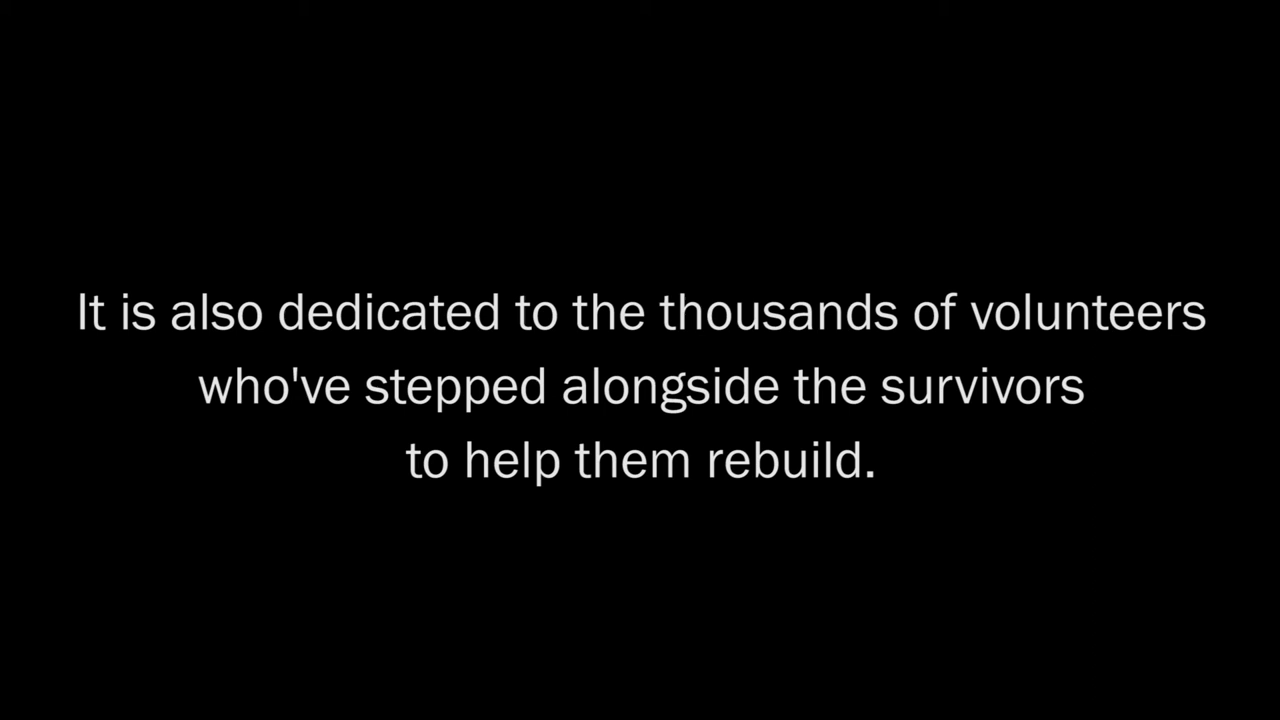 It is also dedicated to the thousands of volunteers
who've stepped alongside the survivors
to help them rebuild.